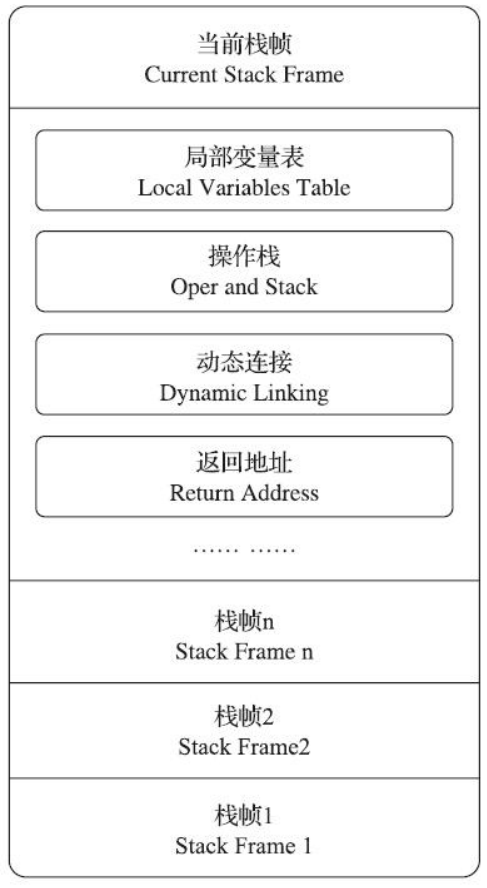 当前栈帧
Current Stack Frame
局部变量表
Local Variables Table
操作栈
Oper and Stack
动态连接
Dynamic Linking
返回地址
Return Address
…… ……
栈帧n
Stack Frame n
栈帧2
Stack Frame2
栈帧1
Stack Frame 1